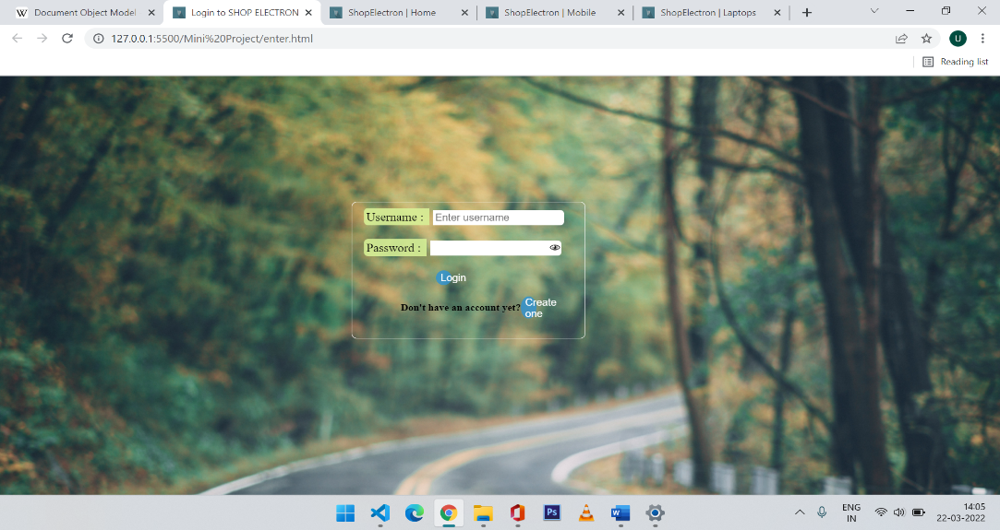 Document Object Model
Login to SHOP ELECTRON
ShopElectron | Home
ShopElectron | Mobile
ShopElectron | Laptops
127.0.0.1:5500/Mini%20Project/enter.html
U
Reading list
Username :
Enter username
Password :
Login
Don't have an account yet?
Create
one
Ps
W
ENG
IN
14:05
22-03-2022